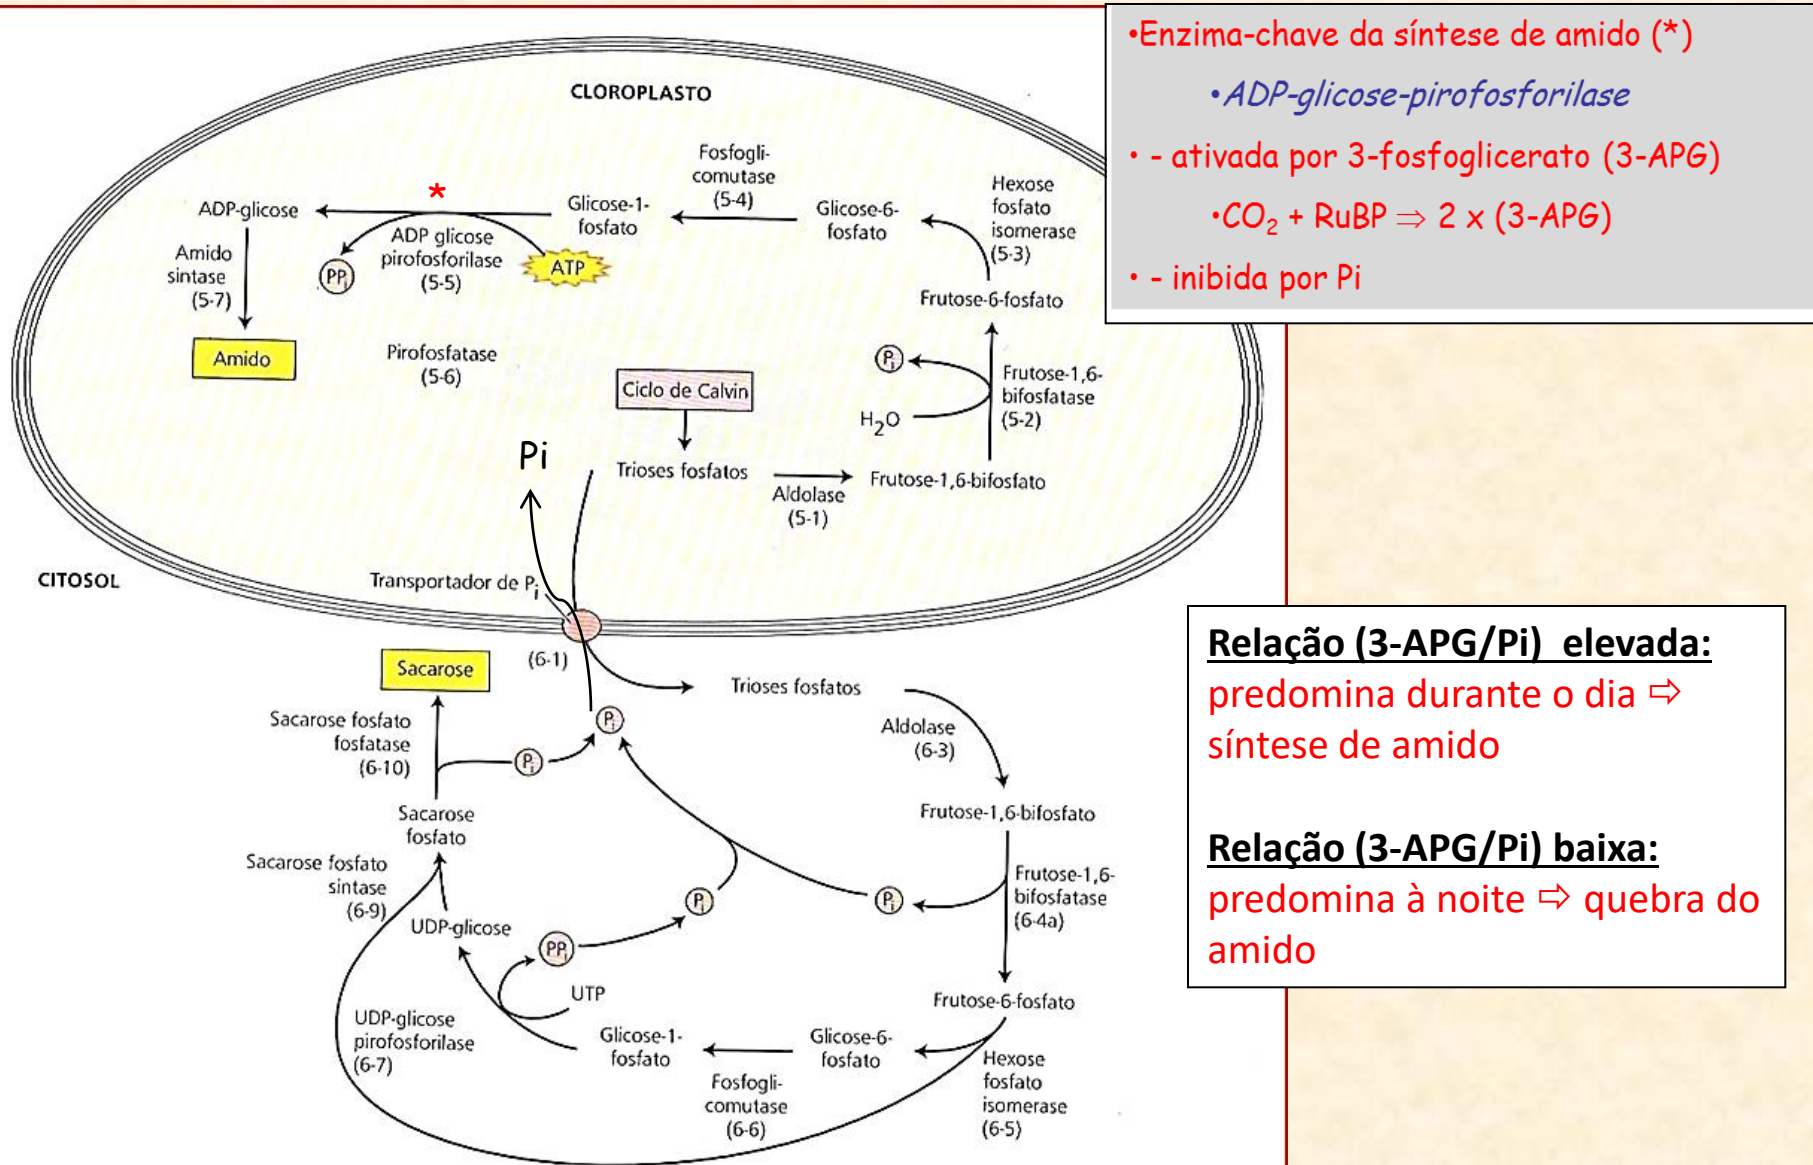 •Enzima-chave da síntese de amido (*)
•ADP-glicose-pirofosforilase
• - ativada por 3-fosfoglicerato (3-APG)
•CO₂ + RuBP ⇒ 2 x (3-APG)
• - inibida por Pi
CLOROPLASTO
*
ADP-glicose
Glicose-1-
fosfato
Fosfogli-
comutase
(5-4)
Glicose-6-
fosfato
Hexose
fosfato
isomerase
(5-3)
Amido
sintase
(5-7)
PPi
ADP glicose
pirofosforilase
(5-5)
ATP
Frutose-6-fosfato
Amido
Pirofosfatase
(5-6)
Pi
H₂O
Frutose-1,6-
bifosfatase
(5-2)
Ciclo de Calvin
Pi
Trioses fosfatos
Aldolase
(5-1)
Frutose-1,6-bifosfato
CITOSOL
Transportador de Pi
(6-1)
Sacarose
Trioses fosfatos
Sacarose fosfato
fosfatase
(6-10)
Pi
Pi
Aldolase
(6-3)
Sacarose
fosfato
Frutose-1,6-bifosfato
Sacarose fosfato
sintase
(6-9)
Pi
Pi
Frutose-1,6-
bifosfatase
(6-4a)
UDP-glicose
PPi
UTP
Frutose-6-fosfato
UDP-glicose
pirofosforilase
(6-7)
Glicose-1-
fosfato
Fosfogli-
comutase
(6-6)
Glicose-6-
fosfato
Hexose
fosfato
isomerase
(6-5)
Relação (3-APG/Pi) elevada:
predomina durante o dia ⇨
síntese de amido
Relação (3-APG/Pi) baixa:
predomina à noite ⇨ quebra do
amido